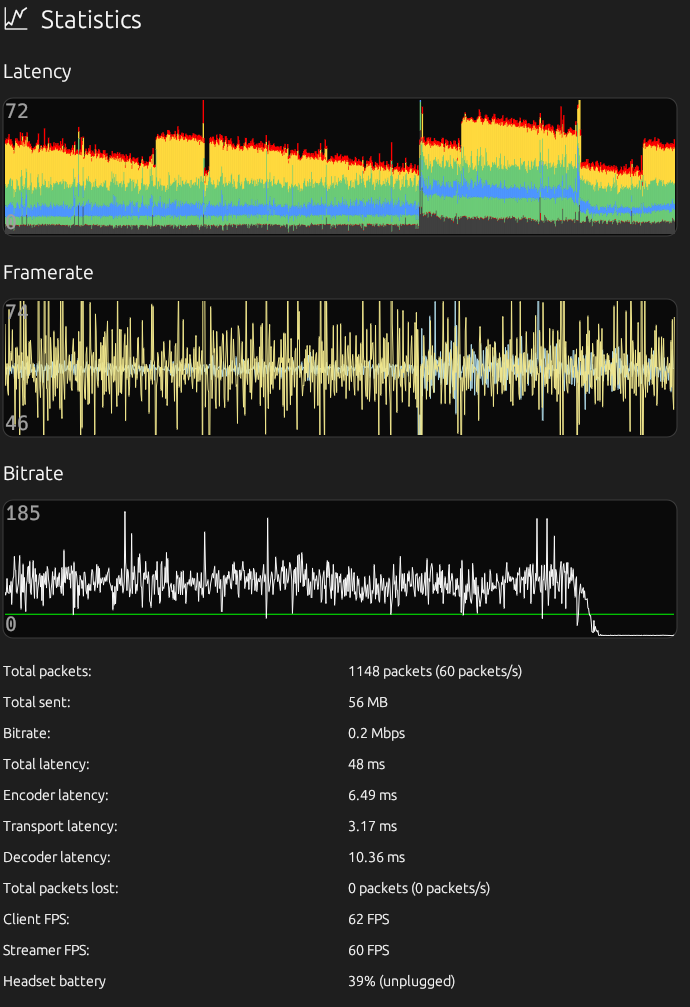 Statistics
Latency
72
0
Framerate
74
46
Bitrate
185
0
Total packets: 1148 packets (60 packets/s)
Total sent: 56 MB
Bitrate: 0.2 Mbps
Total latency: 48 ms
Encoder latency: 6.49 ms
Transport latency: 3.17 ms
Decoder latency: 10.36 ms
Total packets lost: 0 packets (0 packets/s)
Client FPS: 62 FPS
Streamer FPS: 60 FPS
Headset battery 39% (unplugged)